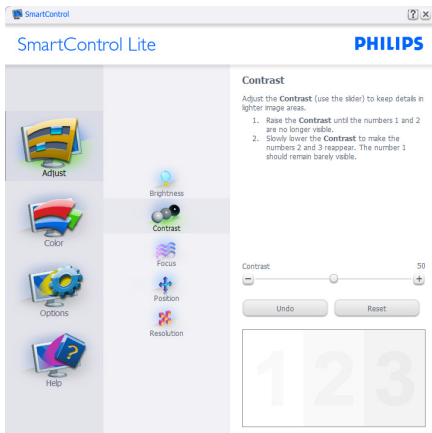 SmartControl
SmartControl Lite
PHILIPS
Adjust
Color
Options
Help
Brightness
Contrast
Focus
Position
Resolution
Contrast
Adjust the Contrast (use the slider) to keep details in
lighter image areas.
1. Raise the Contrast until the numbers 1 and 2
are no longer visible.
2. Slowly lower the Contrast to make the
numbers 2 and 3 reappear. The number 1
should remain barely visible.
Contrast 50
Undo Reset
1 2 3